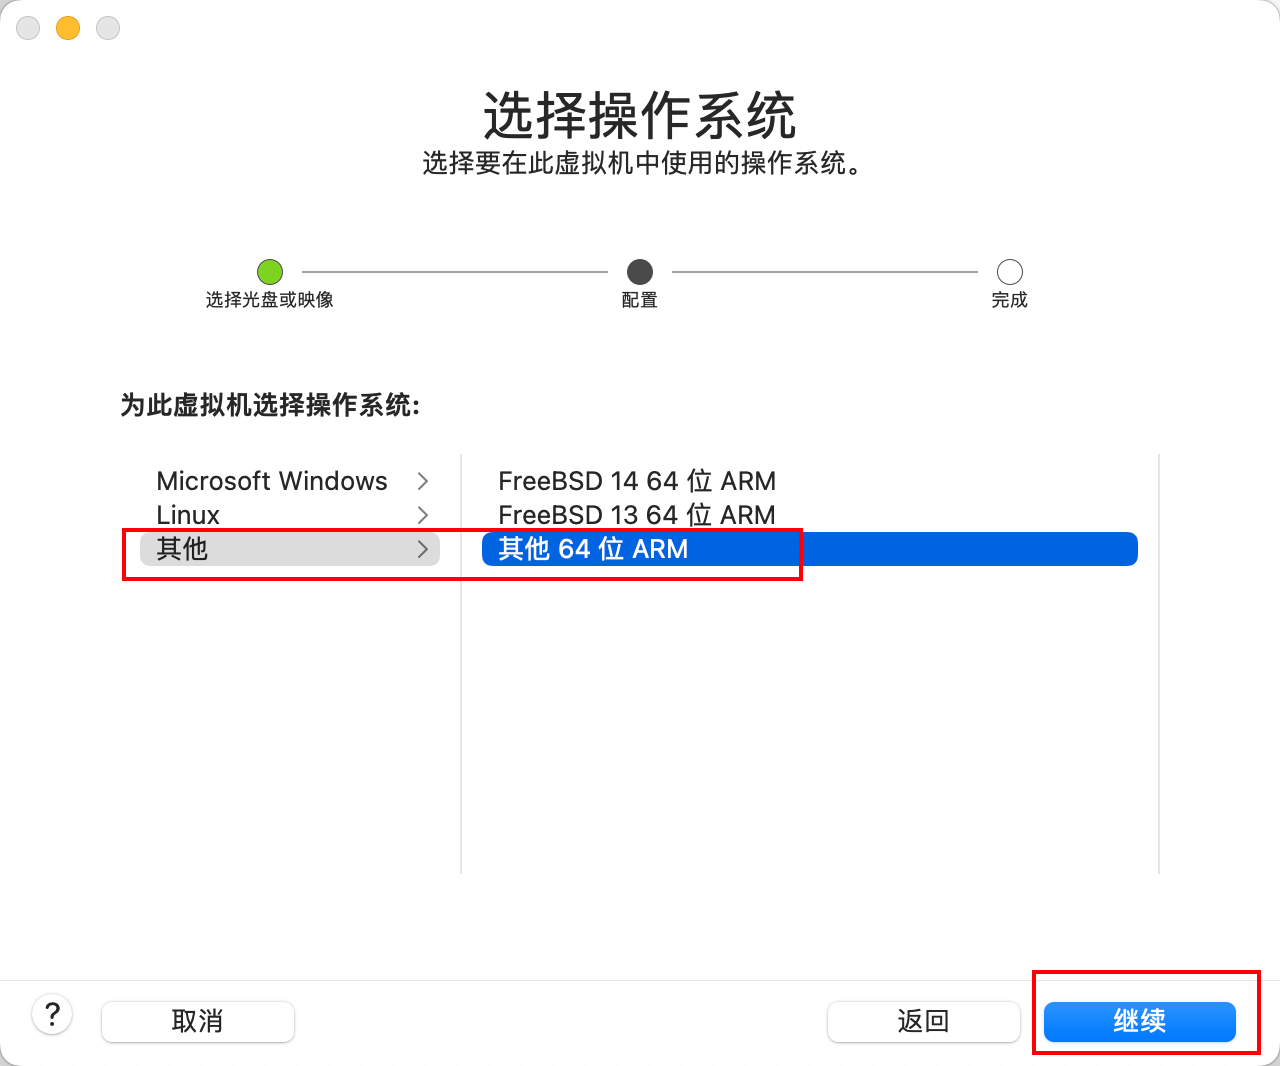 选择操作系统
选择要在此虚拟机中使用的操作系统。
选择光盘或映像
配置
完成
为此虚拟机选择操作系统:
Microsoft Windows
Linux
其他
FreeBSD 14 64 位 ARM
FreeBSD 13 64 位 ARM
其他 64 位 ARM
?
取消
返回
继续